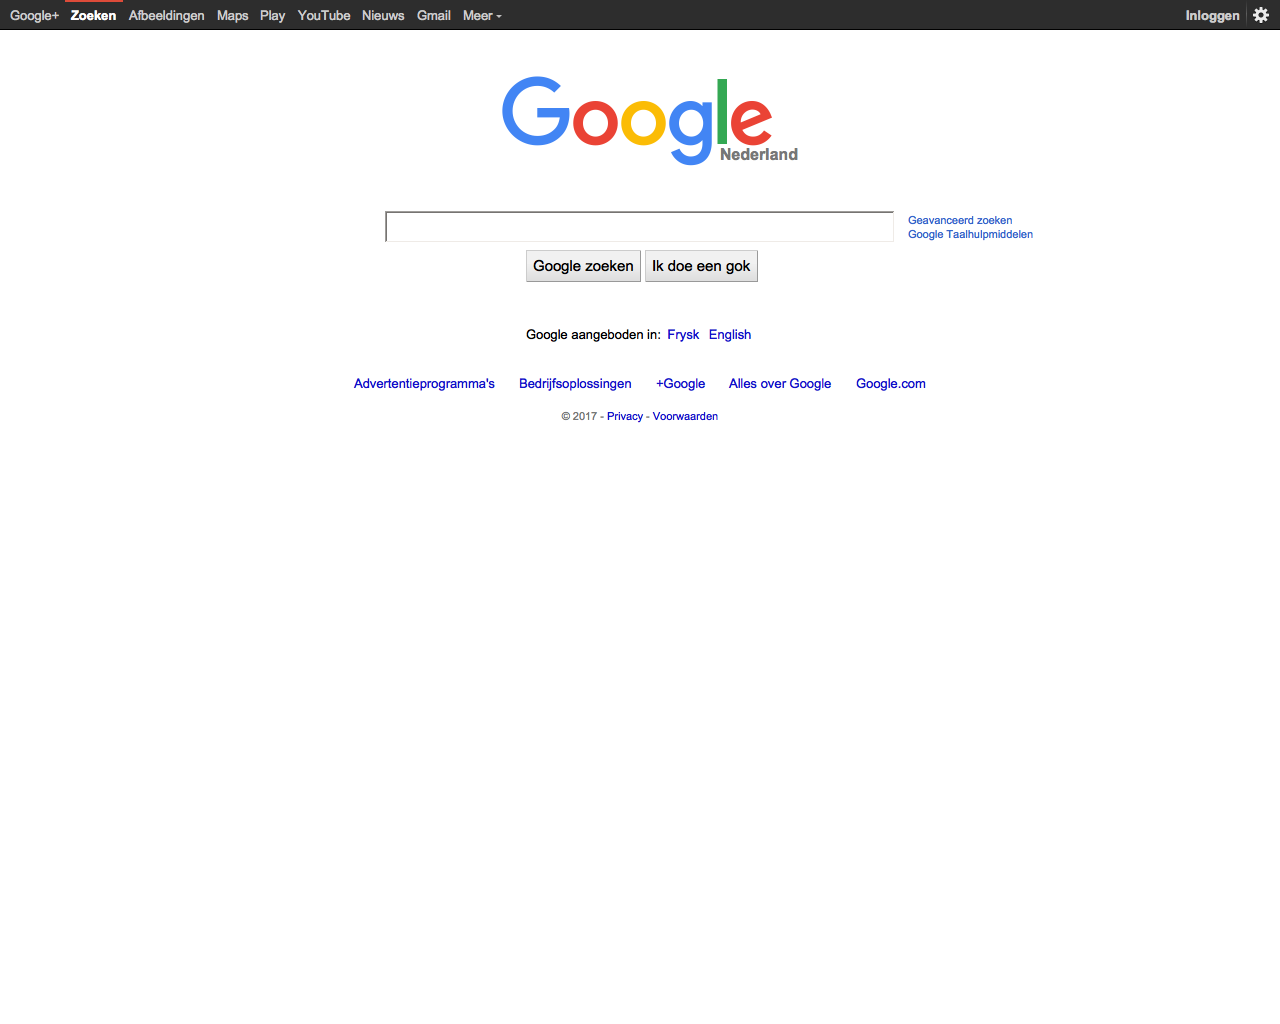 Google+ Zoeken Afbeeldingen Maps Play YouTube Nieuws Gmail Meer Inloggen
Google
Nederland
Geavanceerd zoeken
Google Taalhulpmiddelen
Google zoeken Ik doe een gok
Google aangeboden in: Frysk English
Advertentieprogramma's Bedrijfsoplossingen +Google Alles over Google Google.com
© 2017 - Privacy - Voorwaarden